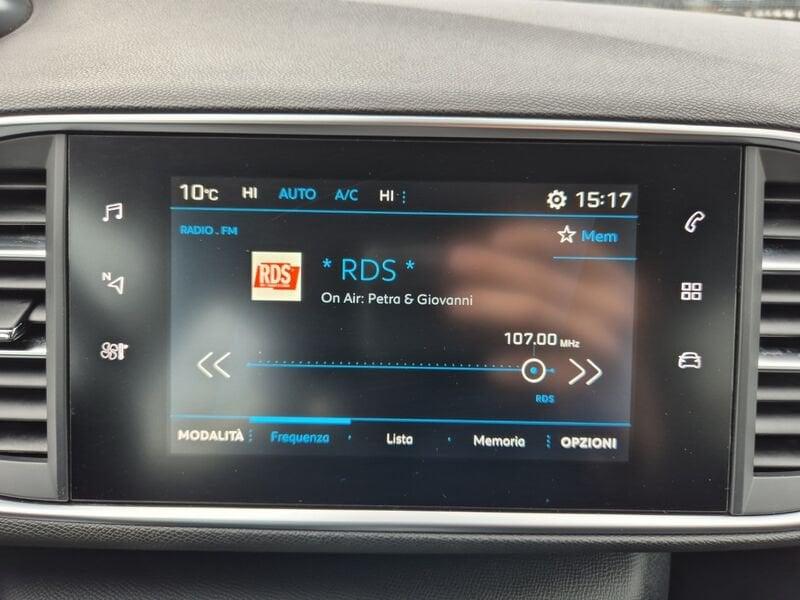 10°C HI AUTO A/C HI 15:17
RADIO - FM
Mem
RDS
* RDS *
On Air: Petra & Giovanni
107.00 MHz
RDS
MODALITÀ Frequenza Lista Memoria OPZIONI
N